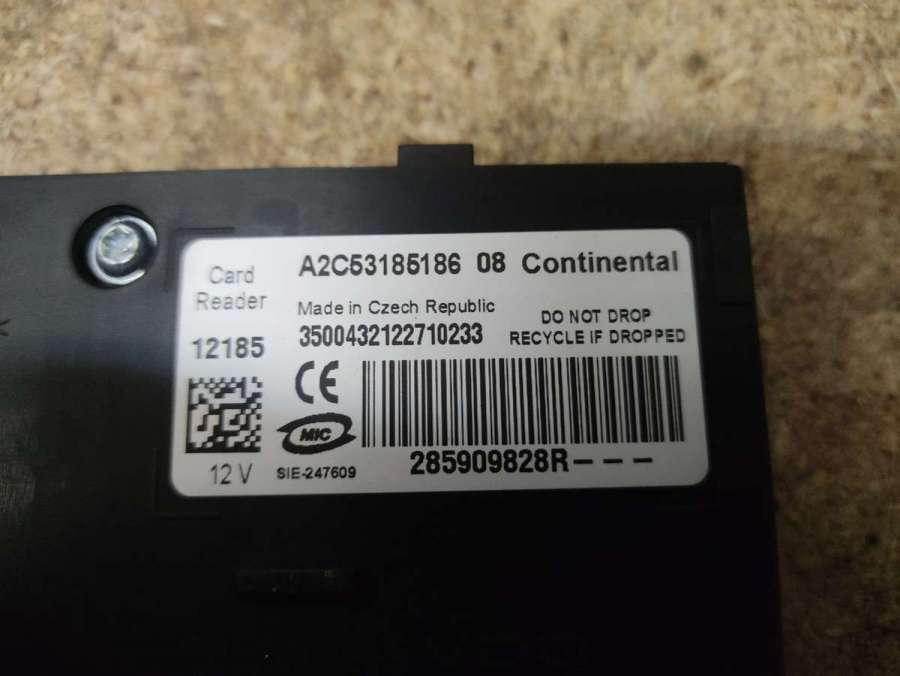 Card
Reader
12185
12 V
A2C53185186 08 Continental
Made in Czech Republic
3500432122710233
DO NOT DROP
RECYCLE IF DROPPED
CE
MIC
SIE-247609
285909828R---